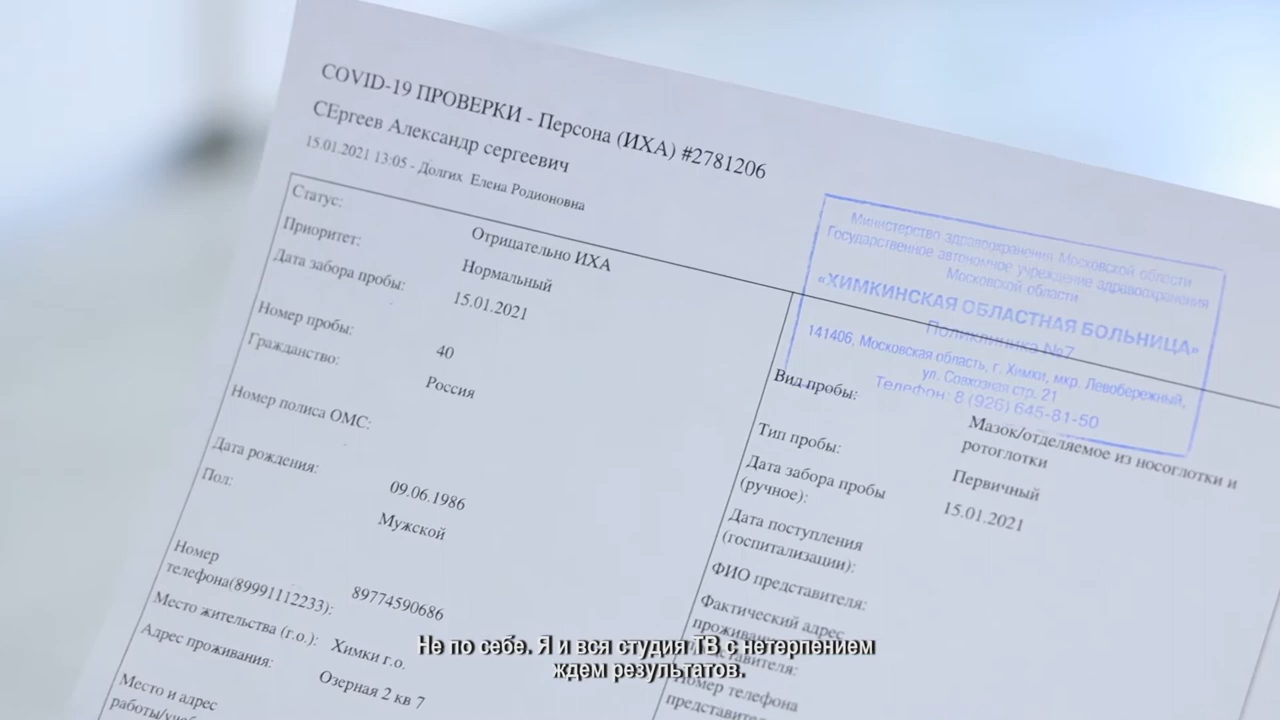 COVID-19 ПРОВЕРКИ - Персона (ИХА) #2781206
СЕргеев Александр сергеевич
15.01.2021 13:05 - Долгих Елена Родионовна
Статус: Отрицательно ИХА
Приоритет: Нормальный
Дата забора пробы: 15.01.2021
Номер пробы: 40
Гражданство: Россия
Номер полиса ОМС:
Дата рождения: 09.06.1986
Пол: Мужской
Номер
телефона(89991112233): 89774590686
Место жительства (г.о.): Химки г.о.
Адрес проживания: Озерная 2 кв 7
Место и адрес
Министерство здравоохранения Московской области
Государственное автономное учреждение здравоохранения
Московской области
«ХИМКИНСКАЯ ОБЛАСТНАЯ БОЛЬНИЦА»
Поликлиника №7
141406, Московская область, г. Химки, мкр. Левобережный,
ул. Совхозная стр. 21
Телефон: 8 (926) 645-81-50
Вид пробы: Мазок/отделяемое из носоглотки и
ротоглотки
Тип пробы: Первичный
Дата забора пробы
(ручное): 15.01.2021
Дата поступления
(госпитализации):
ФИО представителя:
Фактический адрес
Номер телефона
Не по себе. Я и вся студия ТВ с нетерпением
ждем результатов.